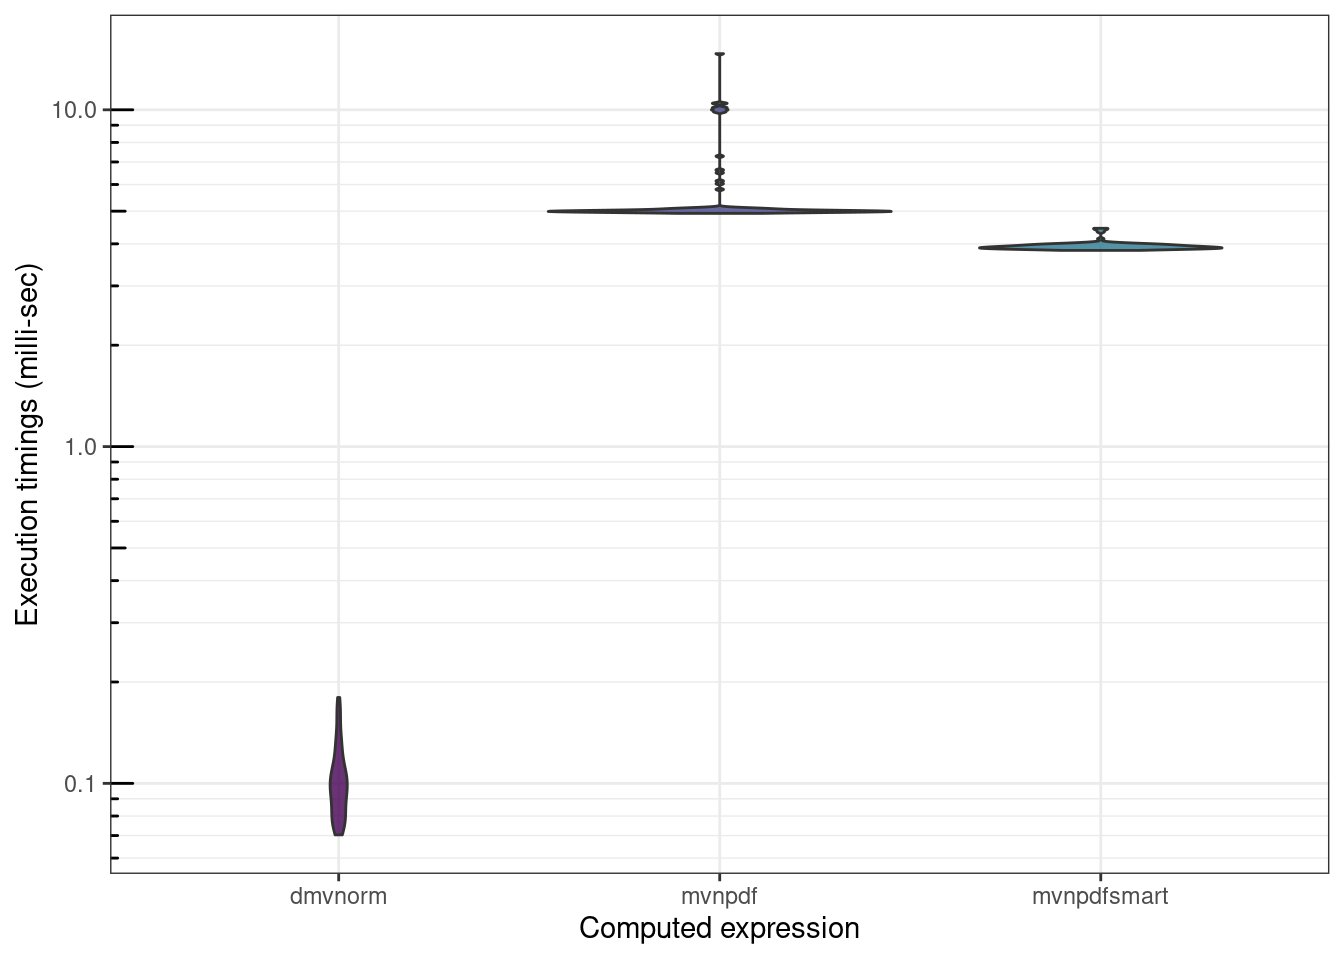 Execution timings (milli-sec)
10.0
1.0
0.1
dmvnorm
mvnpdf
mvnpdfsmart
Computed expression